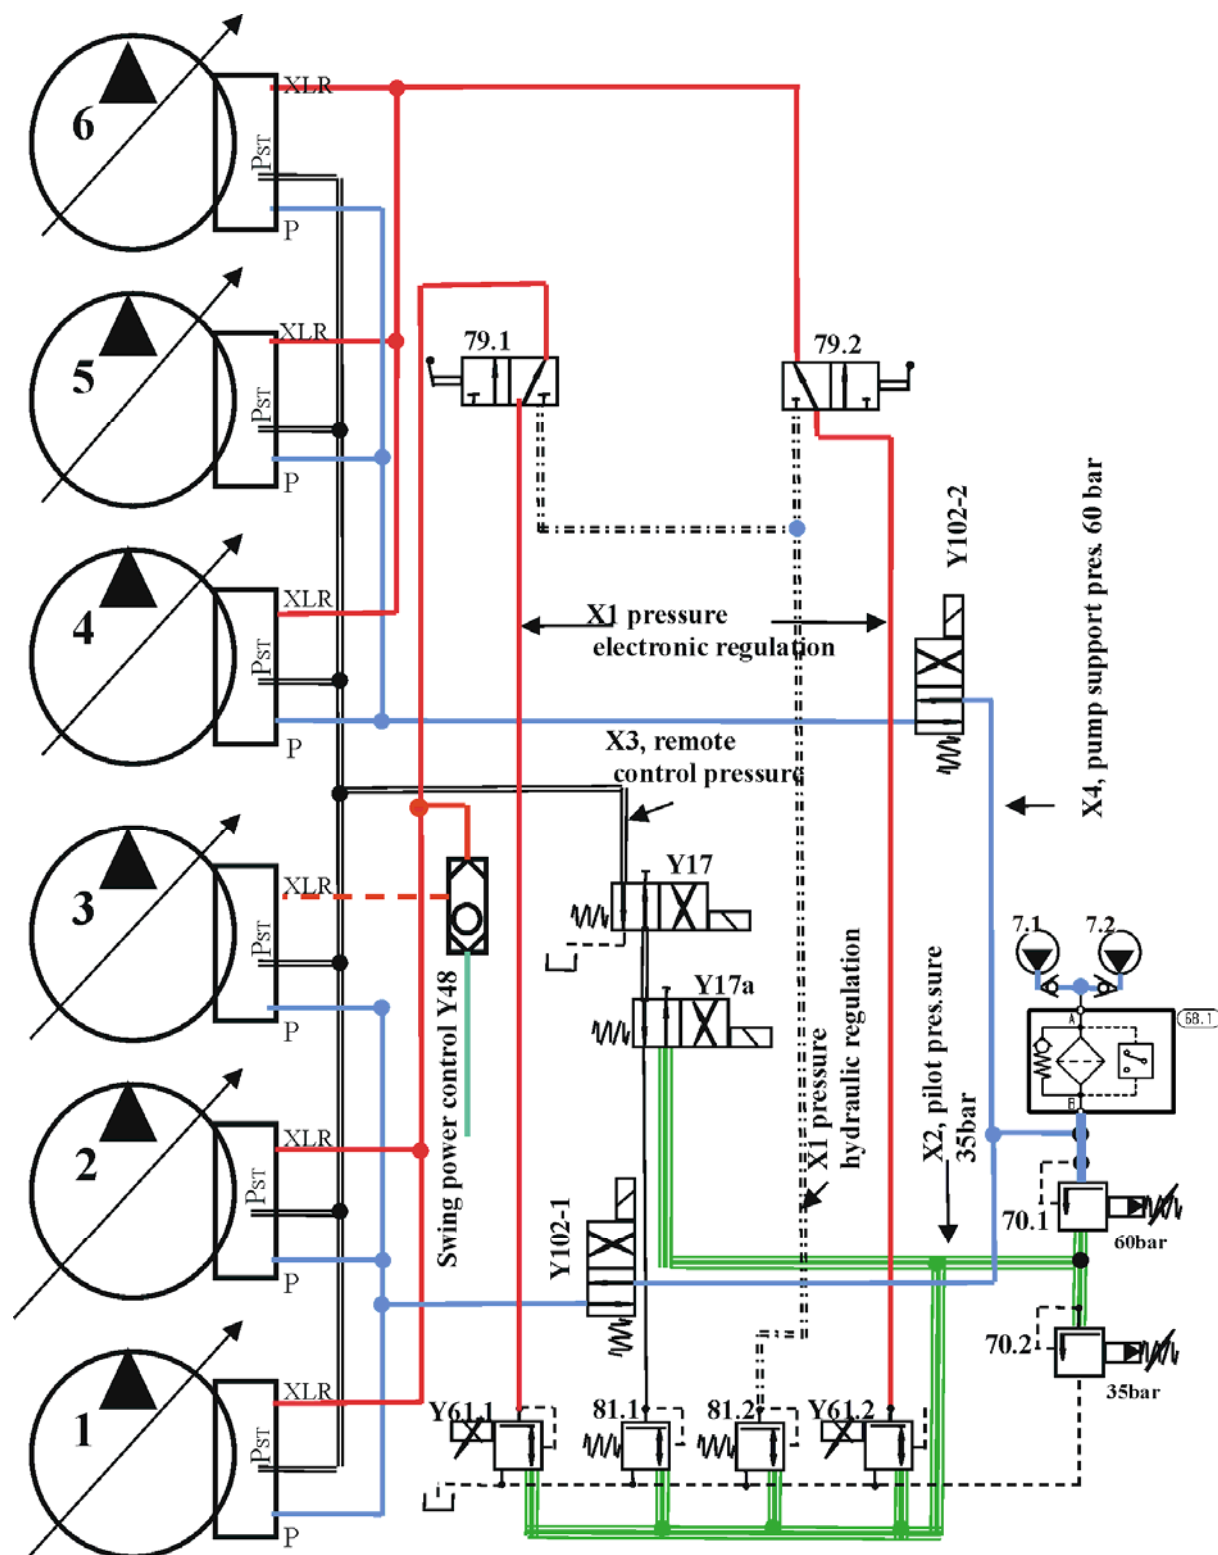 6
XLR
PST
P
5
XLR
PST
P
79.1
79.2
Y102-2
X4, pump support pres. 60 bar
4
XLR
PST
P
X1 pressure
electronic regulation
X3, remote
control pressure
3
XLR
PST
Y17
Y17a
Swing power control Y48
X1 pressure
hydraulic regulation
X2, pilot pres.sure
35bar
7.1
7.2
68.1
A
B
70.1
60bar
70.2
35bar
2
XLR
PST
P
Y102-1
1
XLR
PST
P
Y61.1
81.1
81.2
Y61.2